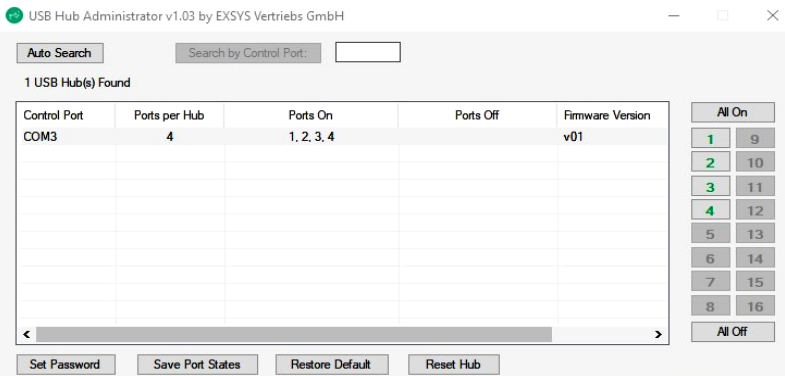 USB Hub Administrator v1.03 by EXSYS Vertriebs GmbH
Auto Search Search by Control Port:
1 USB Hub(s) Found
Control Port Ports per Hub Ports On Ports Off Firmware Version
COM3 4 1, 2, 3, 4 v01
All On
1 9
2 10
3 11
4 12
5 13
6 14
7 15
8 16
All Off
Set Password Save Port States Restore Default Reset Hub